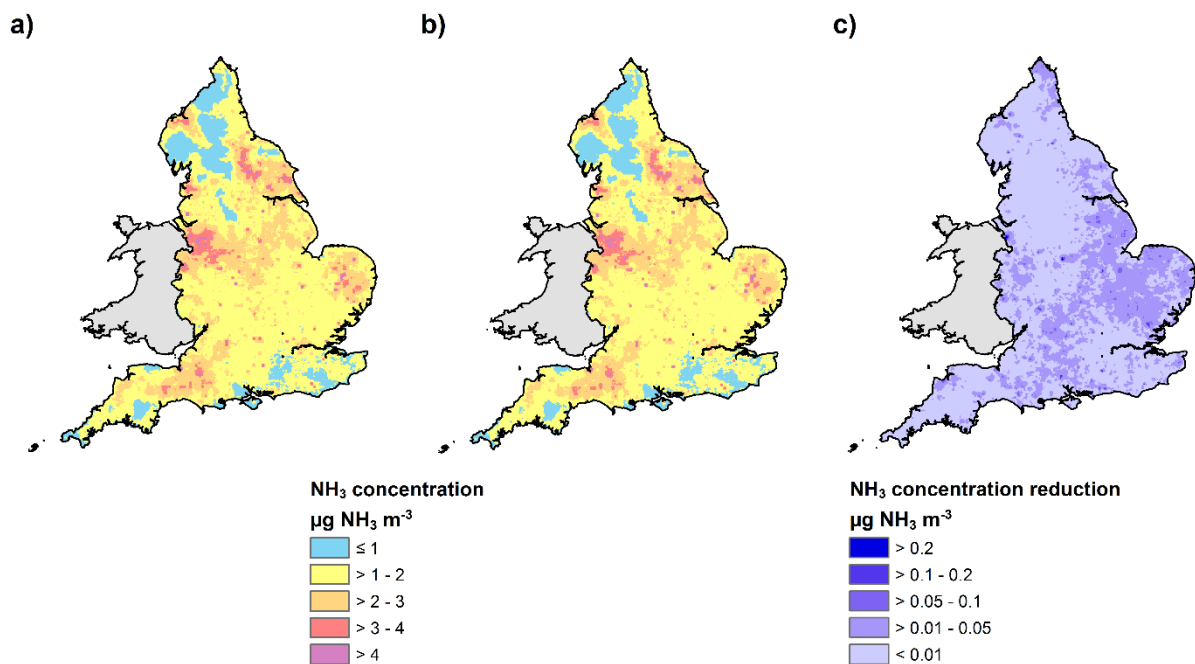 a)
b)
c)
NH₃ concentration
µg NH₃ m⁻³
≤ 1
> 1 - 2
> 2 - 3
> 3 - 4
> 4
NH₃ concentration reduction
µg NH₃ m⁻³
> 0.2
> 0.1 - 0.2
> 0.05 - 0.1
> 0.01 - 0.05
< 0.01